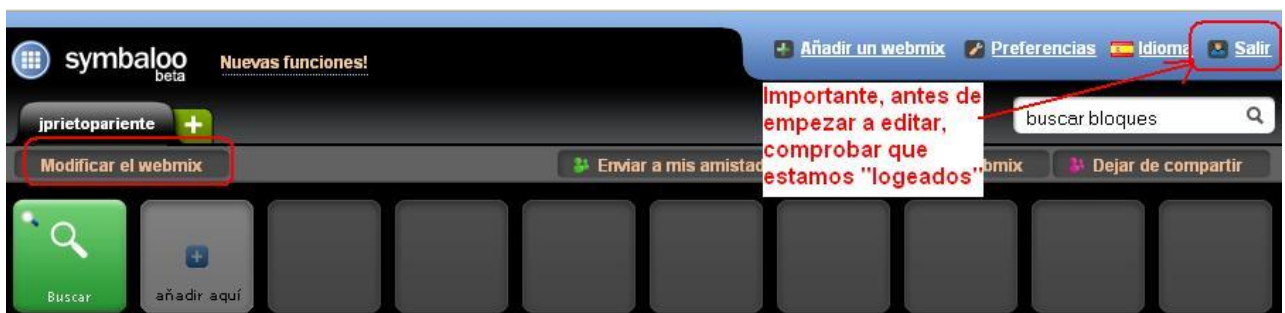 symbaloo
beta
Nuevas funciones!
Añadir un webmix
Preferencias
Idioma
Salir
jprietopariente
Importante, antes de
empezar a editar,
comprobar que
estamos "logeados"
buscar bloques
Modificar el webmix
Enviar a mis amistad
bmix
Dejar de compartir
Buscar
añadir aquí